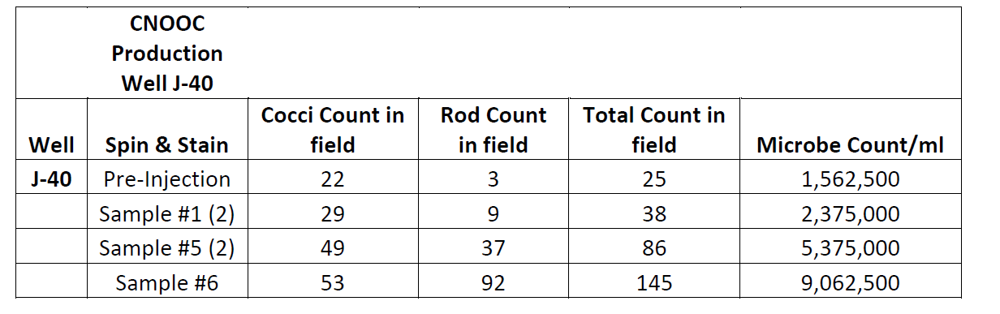 CNOOC
Production
Well J-40
Well Spin & Stain Cocci Count in field Rod Count in field Total Count in field Microbe Count/ml
J-40 Pre-Injection 22 3 25 1,562,500
Sample #1 (2) 29 9 38 2,375,000
Sample #5 (2) 49 37 86 5,375,000
Sample #6 53 92 145 9,062,500